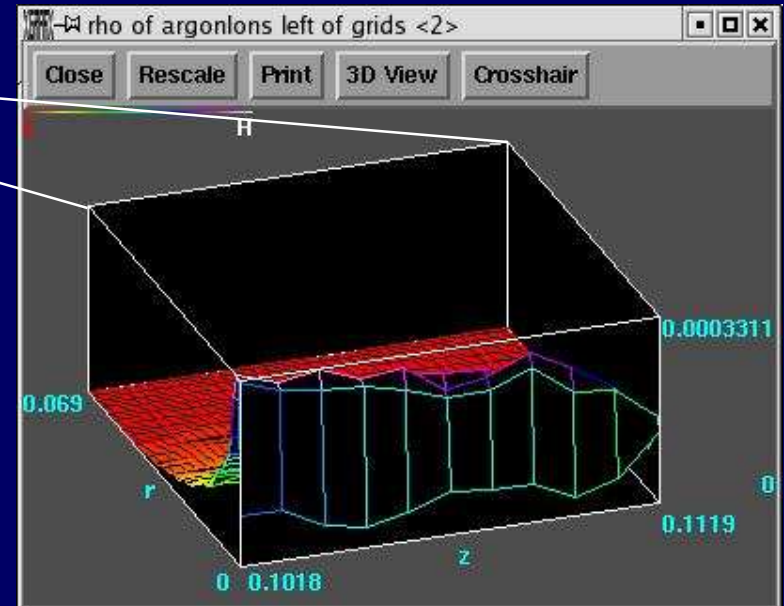 rho of argonIons left of grids <2>
Close Rescale Print 3D View Crosshair
L H
0.0003311
0.069
r
0
0.1119
z
0 0.1018